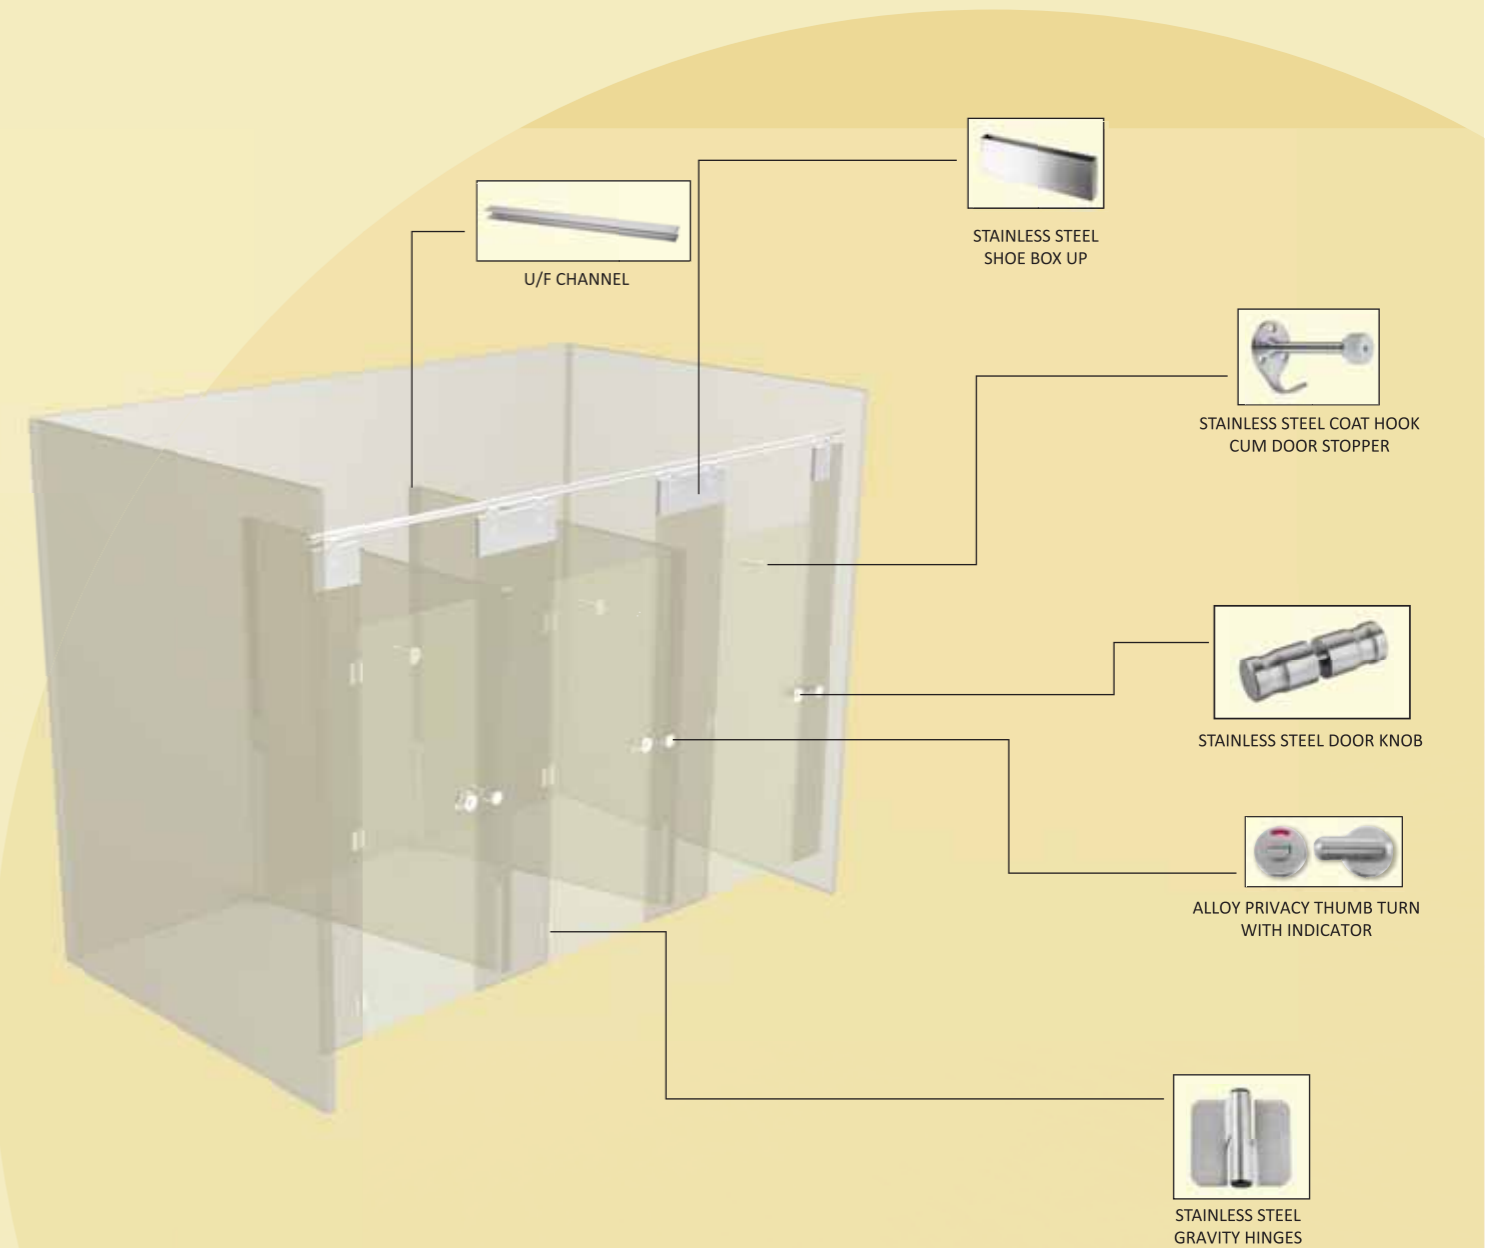 STAINLESS STEEL
SHOE BOX UP
U/F CHANNEL
STAINLESS STEEL COAT HOOK
CUM DOOR STOPPER
STAINLESS STEEL DOOR KNOB
ALLOY PRIVACY THUMB TURN
WITH INDICATOR
STAINLESS STEEL
GRAVITY HINGES